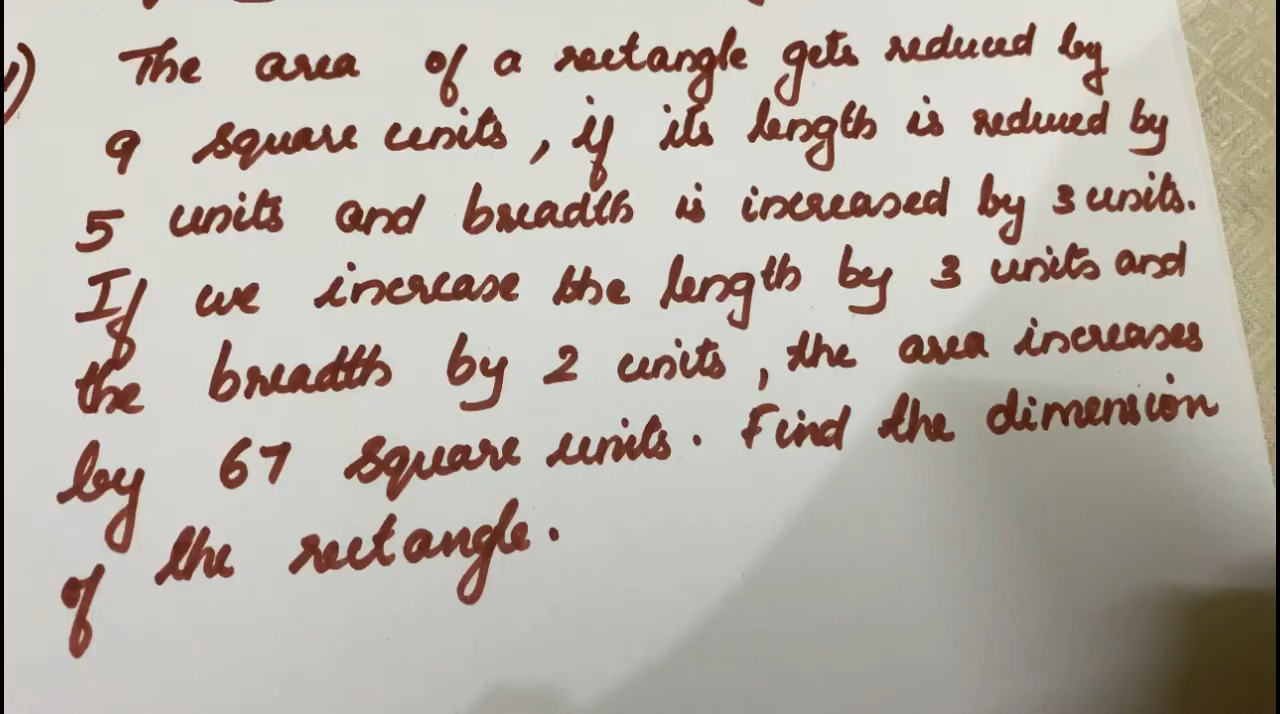 The area of a rectangle gets reduced by
9 square units, if its length is reduced by
5 units and breadth is increased by 3 units.
If we increase the length by 3 units and
the breadth by 2 units, the area increases
by 67 square units. Find the dimension
of the rectangle.